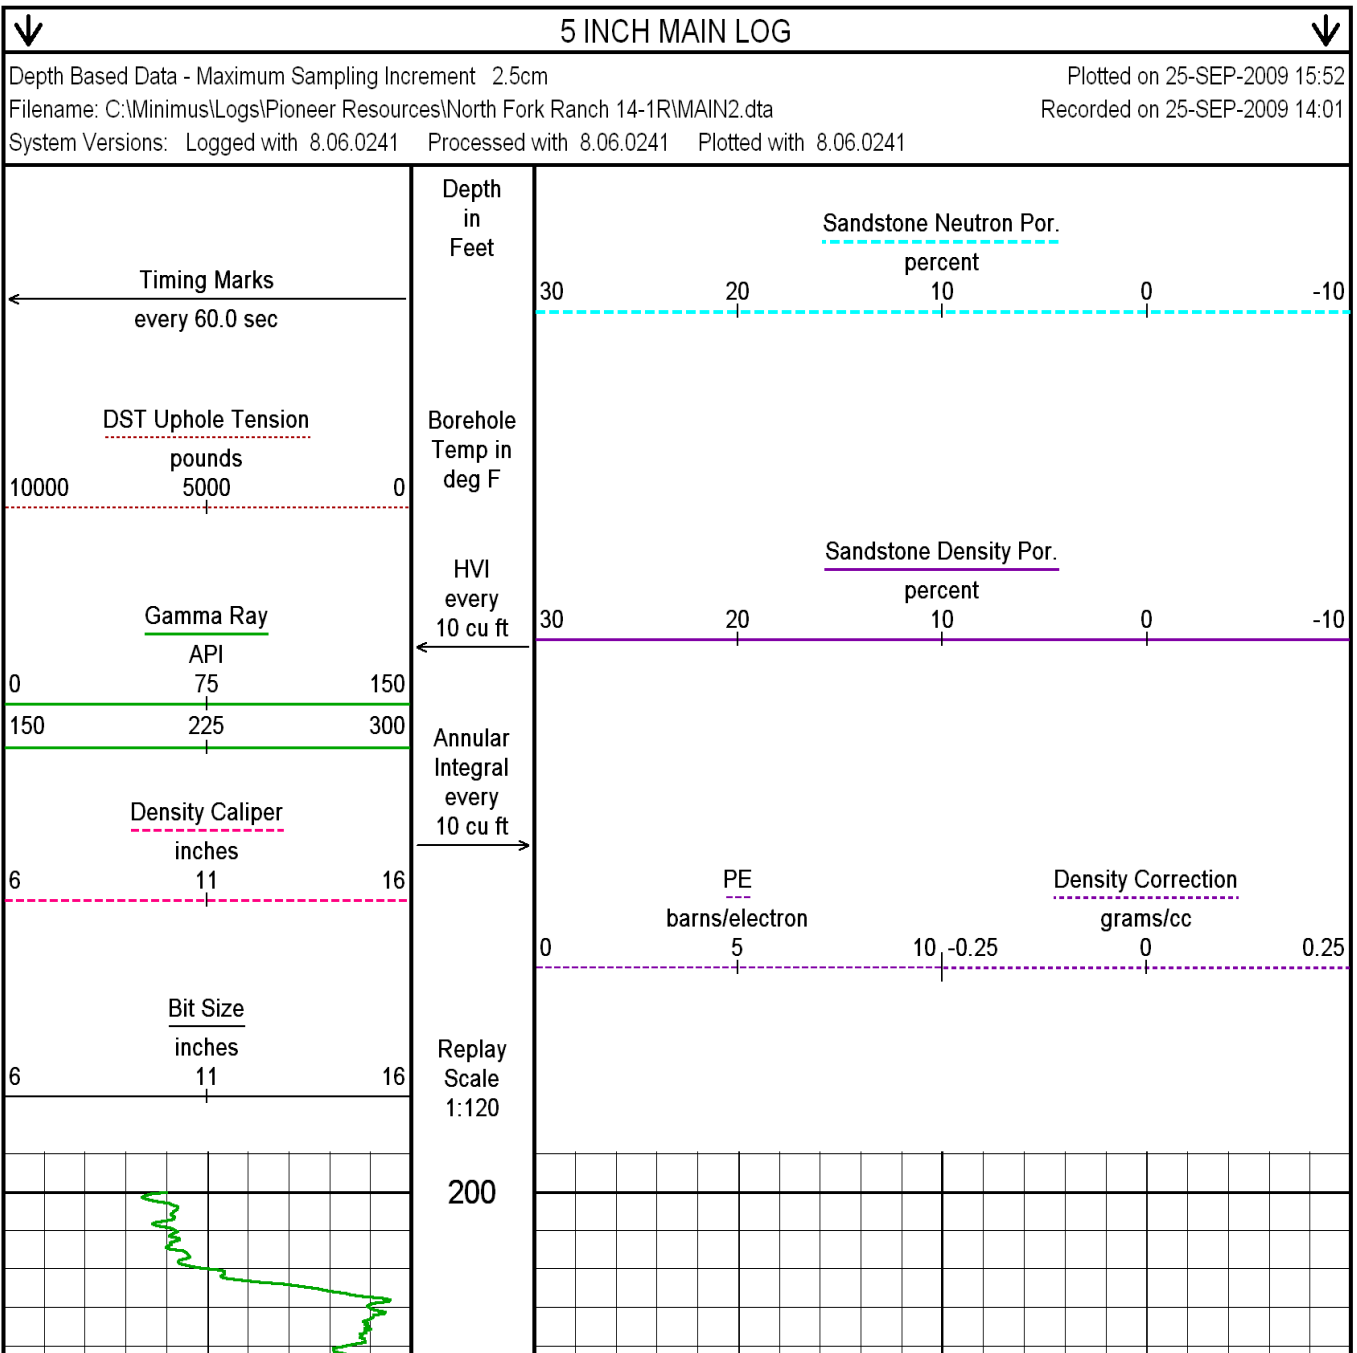 5 INCH MAIN LOG
Depth Based Data - Maximum Sampling Increment 2.5cm
Plotted on 25-SEP-2009 15:52
Filename: C:\Minimus\Logs\Pioneer Resources\North Fork Ranch 14-1R\MAIN2.dta
Recorded on 25-SEP-2009 14:01
System Versions: Logged with 8.06.0241 Processed with 8.06.0241 Plotted with 8.06.0241
Timing Marks
every 60.0 sec
DST Uphole Tension
pounds
10000 5000 0
Gamma Ray
API
0 75 150
150 225 300
Density Caliper
inches
6 11 16
Bit Size
inches
6 11 16
Depth
in
Feet
Borehole
Temp in
deg F
HVI
every
10 cu ft
Annular
Integral
every
10 cu ft
Replay
Scale
1:120
200
Sandstone Neutron Por.
percent
30 20 10 0 -10
Sandstone Density Por.
percent
30 20 10 0 -10
PE
barns/electron
0 5 10
Density Correction
grams/cc
-0.25 0 0.25